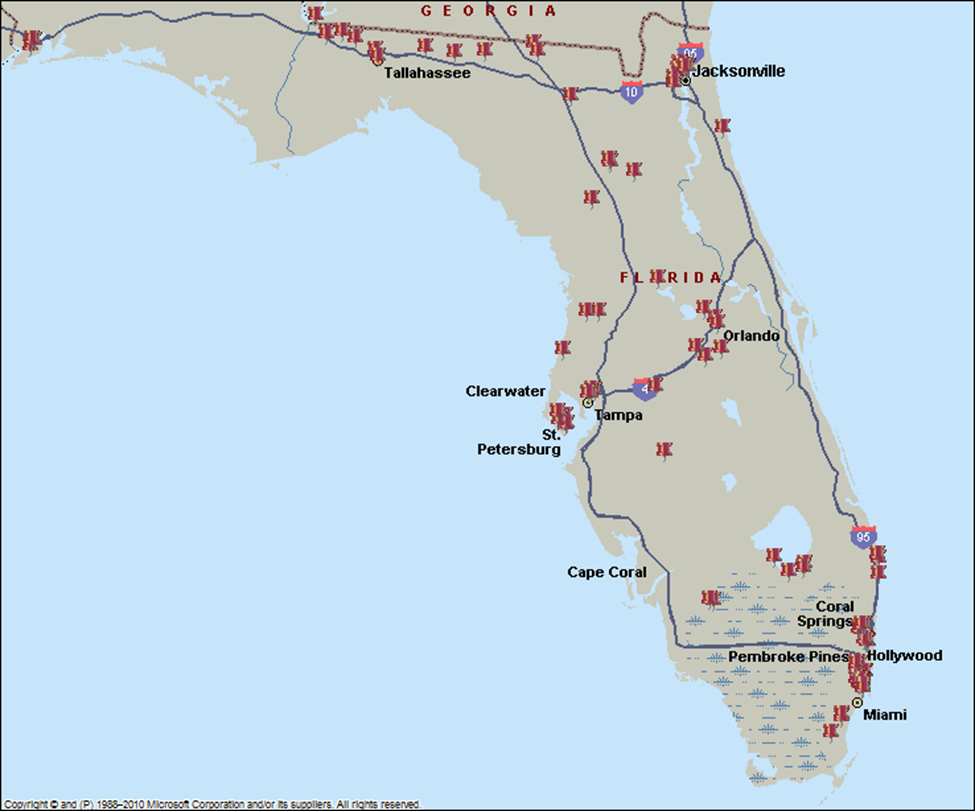 GEORGIA
95
Tallahassee
Jacksonville
10
FLORIDA
Orlando
Clearwater
4
Tampa
St.
Petersburg
95
Cape Coral
Coral
Springs
Pembroke Pines
Hollywood
Miami
Copyright © and (P) 1988–2010 Microsoft Corporation and/or its suppliers. All rights reserved.